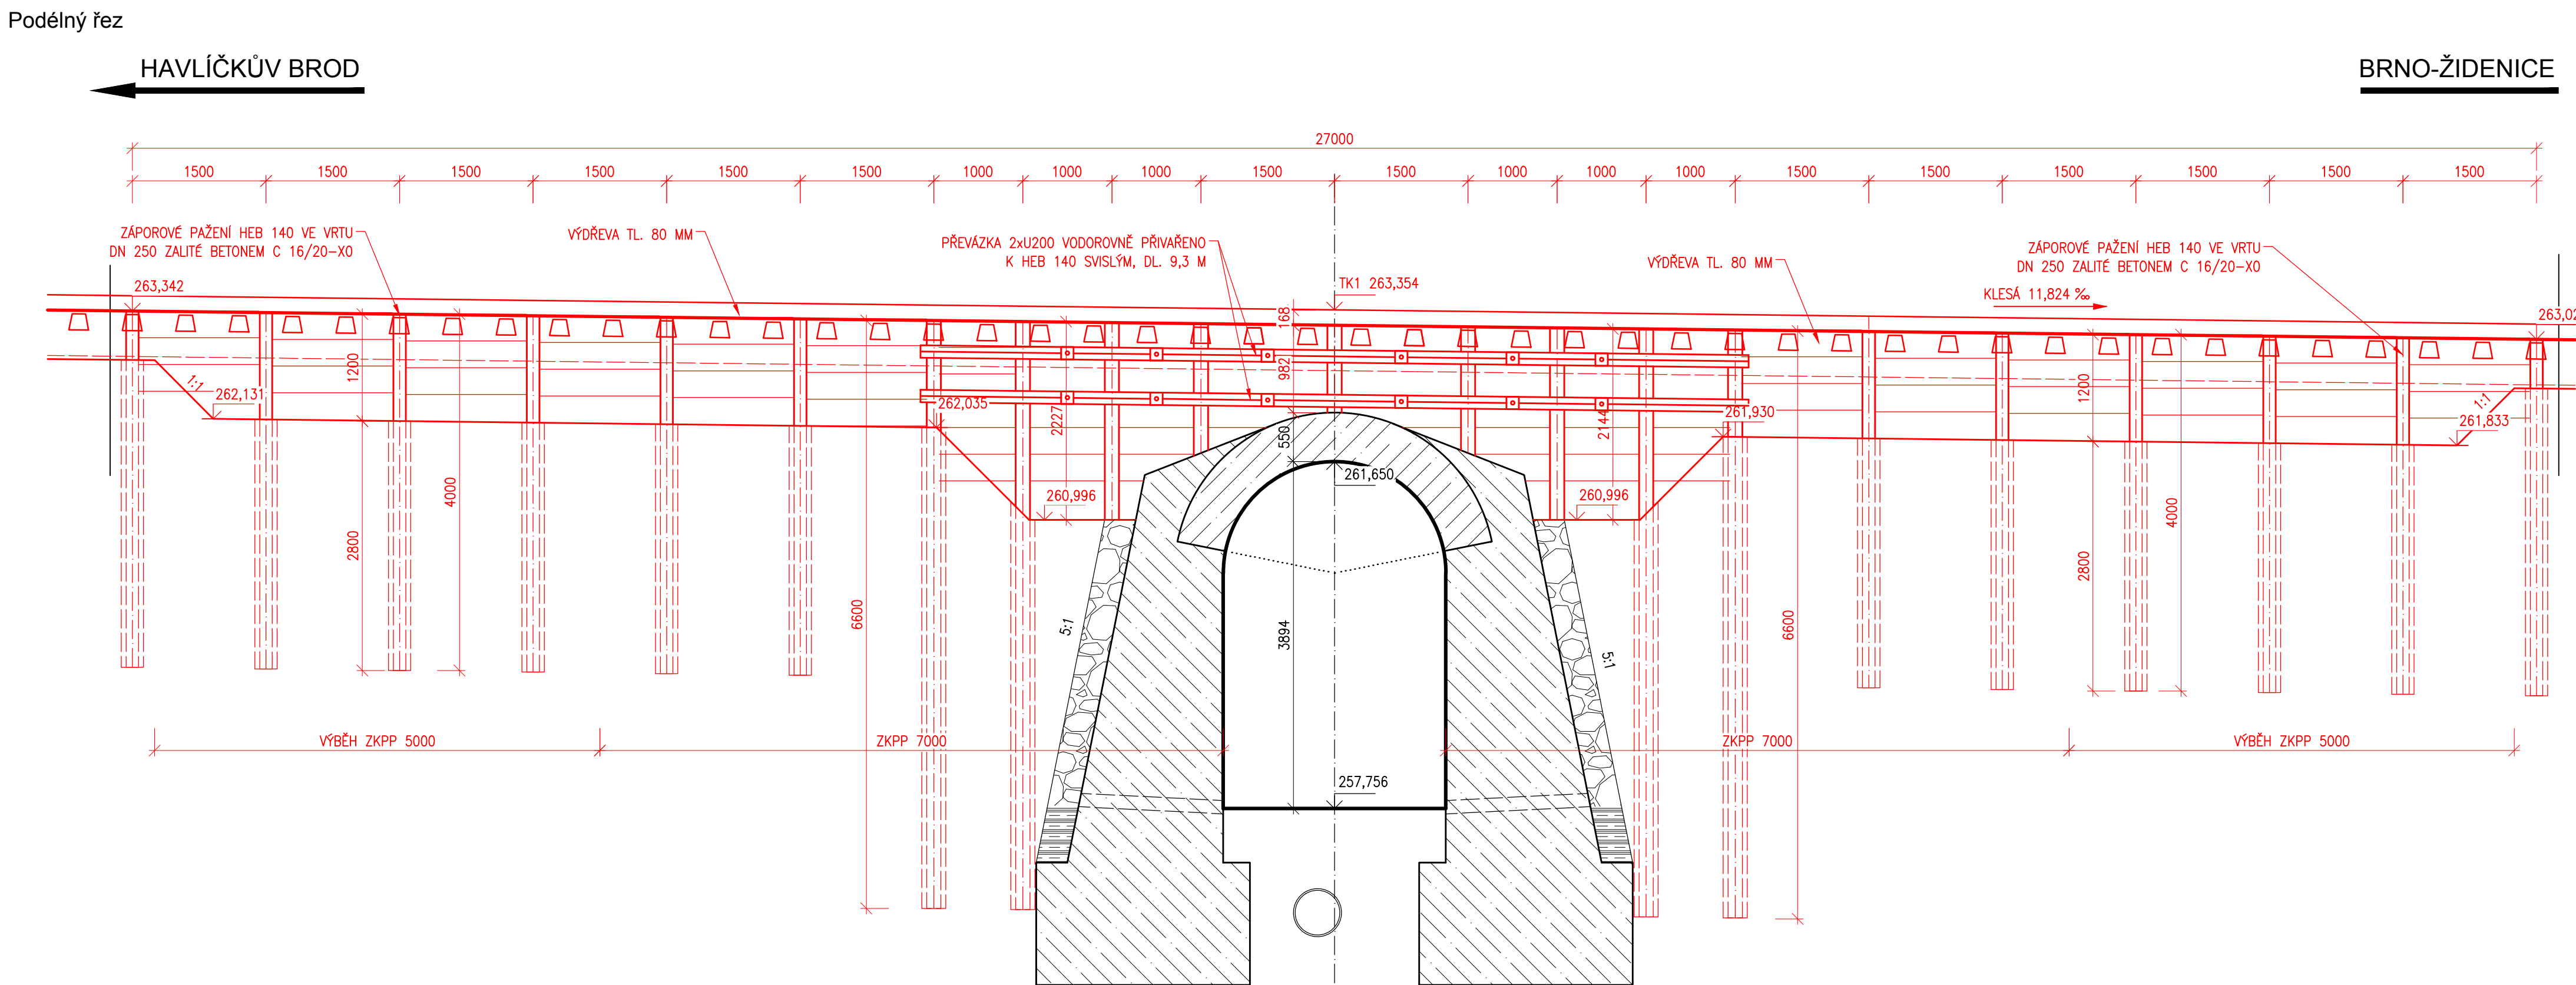 Podélný řez
HAVLÍČKŮV BROD
BRNO-ŽIDENICE
27000
1500 1500 1500 1500 1500 1500 1000 1000 1000 1500 1500 1000 1000 1000 1500 1500 1500 1500 1500 1500
ZÁPOROVÉ PAŽENÍ HEB 140 VE VRTU
DN 250 ZALITÉ BETONEM C 16/20-X0
VÝDŘEVA TL. 80 MM
PŘEVÁZKA 2xU200 VODOROVNĚ PŘIVAŘENO
K HEB 140 SVISLÝM, DL. 9,3 M
VÝDŘEVA TL. 80 MM
ZÁPOROVÉ PAŽENÍ HEB 140 VE VRTU
DN 250 ZALITÉ BETONEM C 16/20-X0
263,342
TK1 263,354
KLESÁ 11,824 ‰
263,02
168
1200
982
1200
1:1
262,131
262,035
2227
550
2144
261,930
1:1
261,833
261,650
4000
260,996
260,996
4000
2800
2800
6600
5:1
3894
5:1
6600
VÝBĚH ZKPP 5000
ZKPP 7000
ZKPP 7000
VÝBĚH ZKPP 5000
257,756